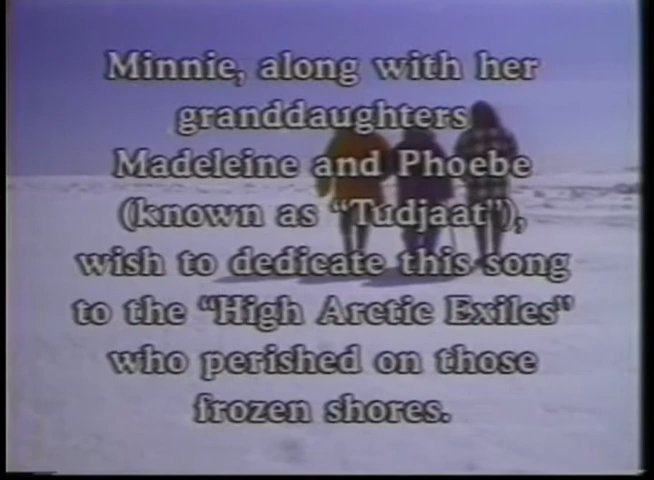 Minnie, along with her
granddaughters
Madeleine and Phoebe
(known as "Tudjaat"),
wish to dedicate this song
to the "High Arctic Exiles"
who perished on those
frozen shores.